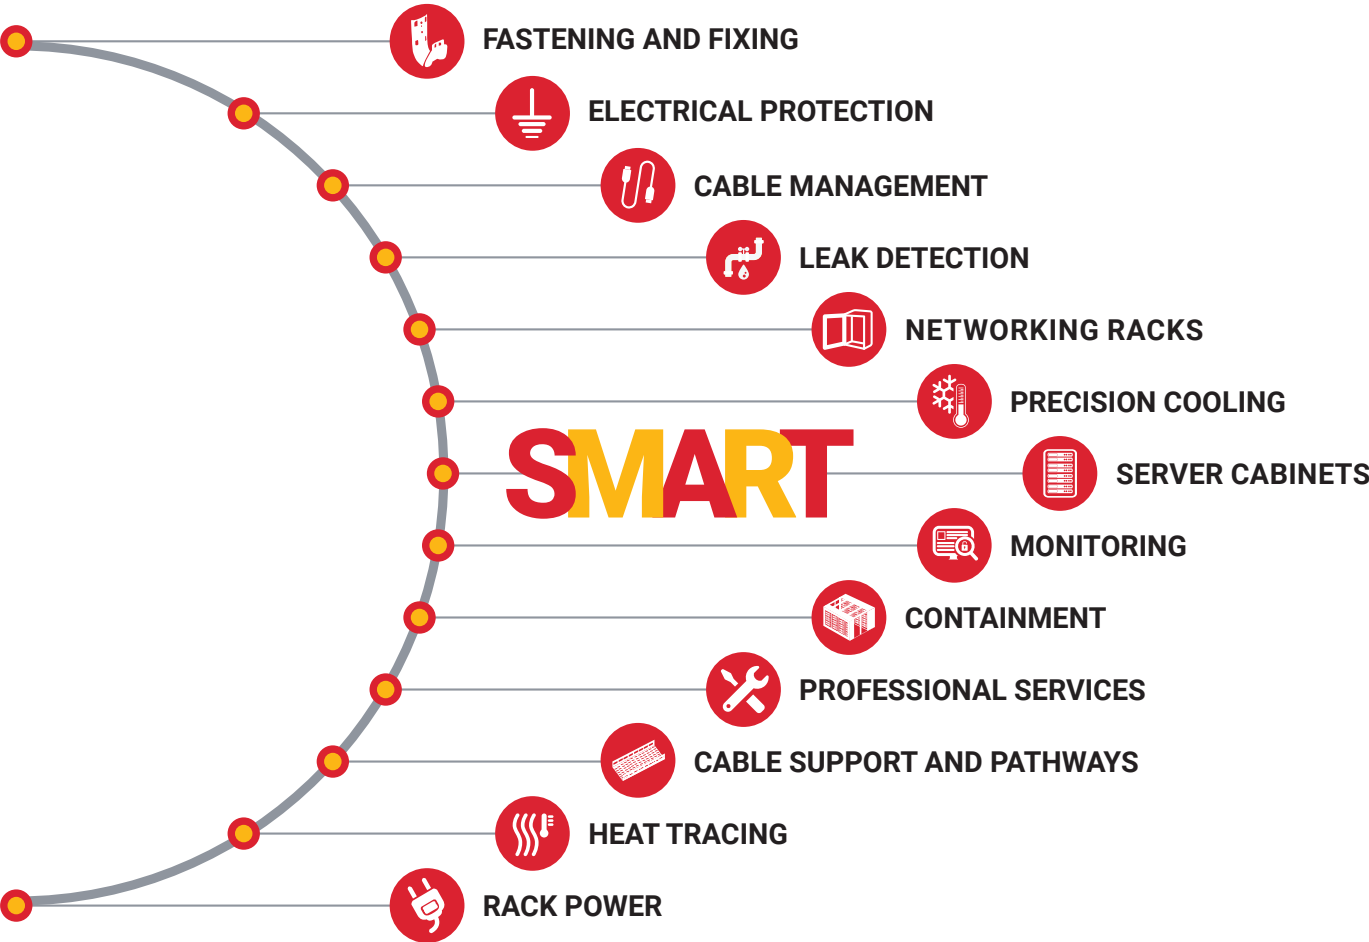 FASTENING AND FIXING
ELECTRICAL PROTECTION
CABLE MANAGEMENT
LEAK DETECTION
NETWORKING RACKS
PRECISION COOLING
SMART
SERVER CABINETS
MONITORING
CONTAINMENT
PROFESSIONAL SERVICES
CABLE SUPPORT AND PATHWAYS
HEAT TRACING
RACK POWER